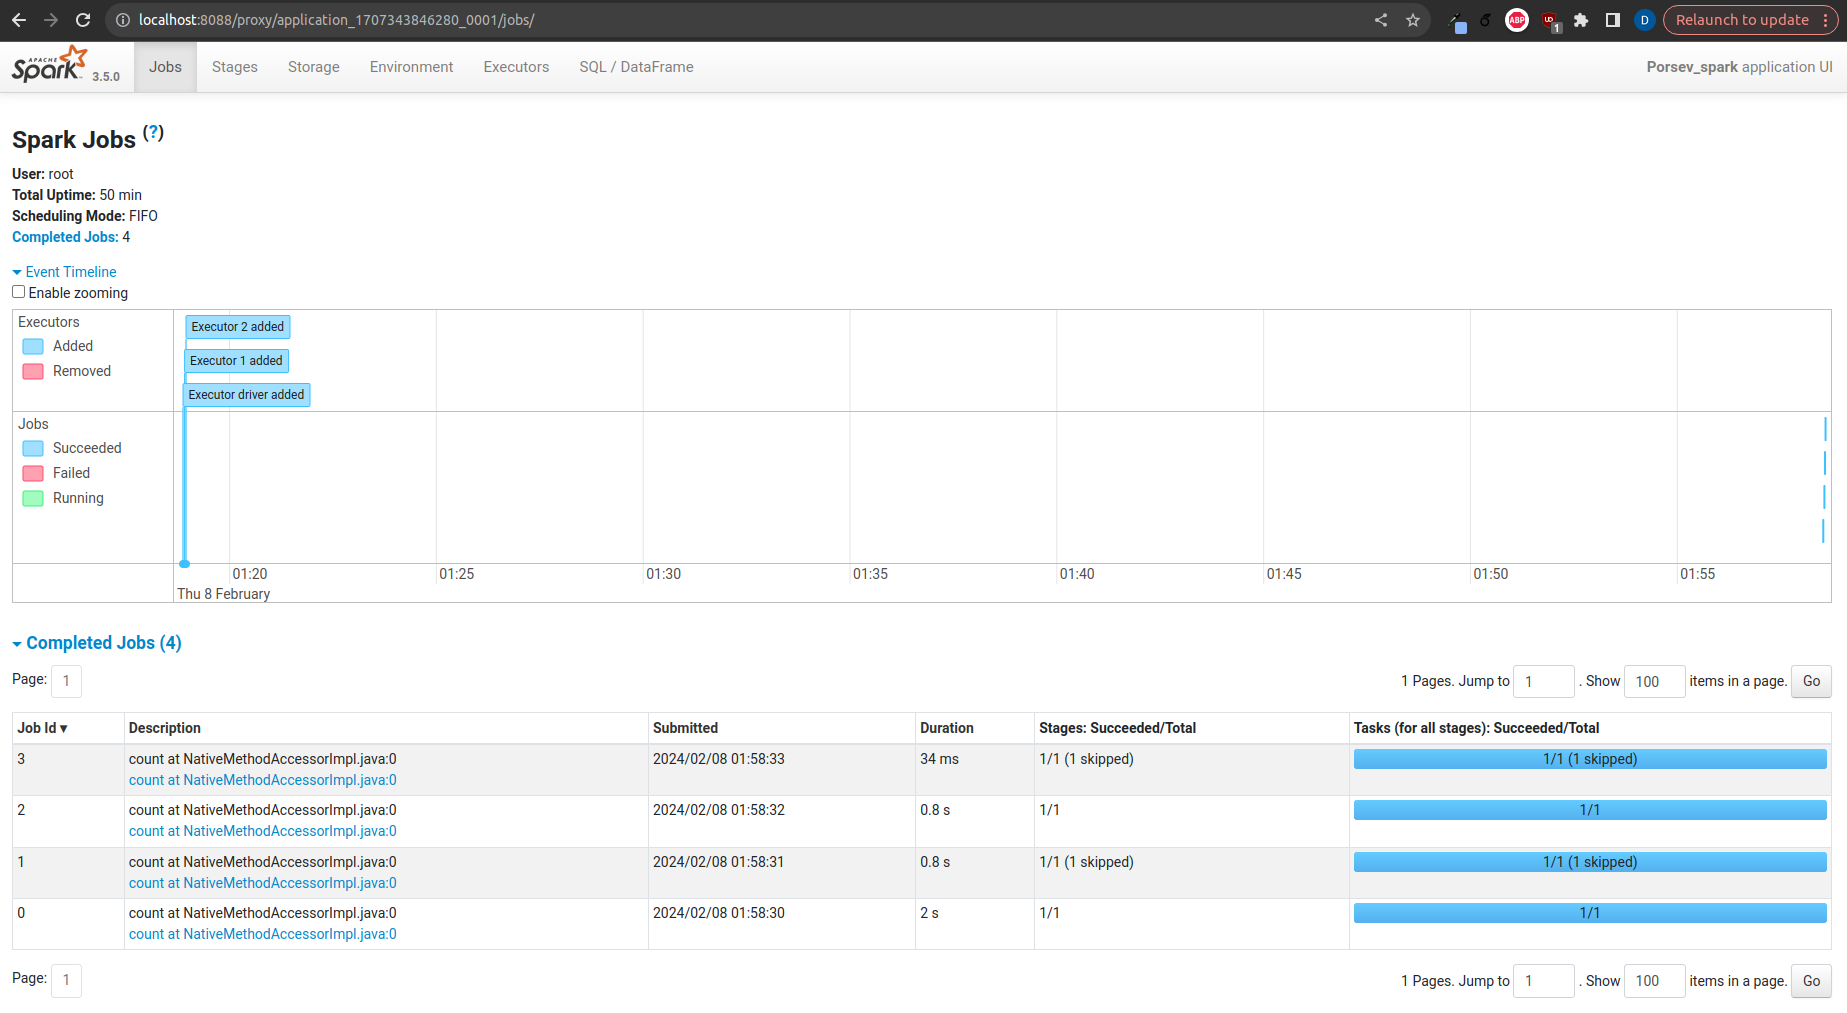 localhost:8088/proxy/application_1707343846280_0001/jobs/
ABP
1
D
Relaunch to update
APACHE
Spark 3.5.0
Jobs Stages Storage Environment Executors SQL / DataFrame
Porsev_spark application UI
Spark Jobs (?)
User: root
Total Uptime: 50 min
Scheduling Mode: FIFO
Completed Jobs: 4
Event Timeline
Enable zooming
Executors
Added
Removed
Executor 2 added
Executor 1 added
Executor driver added
Jobs
Succeeded
Failed
Running
01:20 01:25 01:30 01:35 01:40 01:45 01:50 01:55
Thu 8 February
Completed Jobs (4)
Page: 1
1 Pages. Jump to 1 . Show 100 items in a page. Go
Job Id ▾ Description Submitted Duration Stages: Succeeded/Total Tasks (for all stages): Succeeded/Total
3 count at NativeMethodAccessorImpl.java:0 2024/02/08 01:58:33 34 ms 1/1 (1 skipped) 1/1 (1 skipped)
count at NativeMethodAccessorImpl.java:0
2 count at NativeMethodAccessorImpl.java:0 2024/02/08 01:58:32 0.8 s 1/1 1/1
count at NativeMethodAccessorImpl.java:0
1 count at NativeMethodAccessorImpl.java:0 2024/02/08 01:58:31 0.8 s 1/1 (1 skipped) 1/1 (1 skipped)
count at NativeMethodAccessorImpl.java:0
0 count at NativeMethodAccessorImpl.java:0 2024/02/08 01:58:30 2 s 1/1 1/1
count at NativeMethodAccessorImpl.java:0
Page: 1
1 Pages. Jump to 1 . Show 100 items in a page. Go